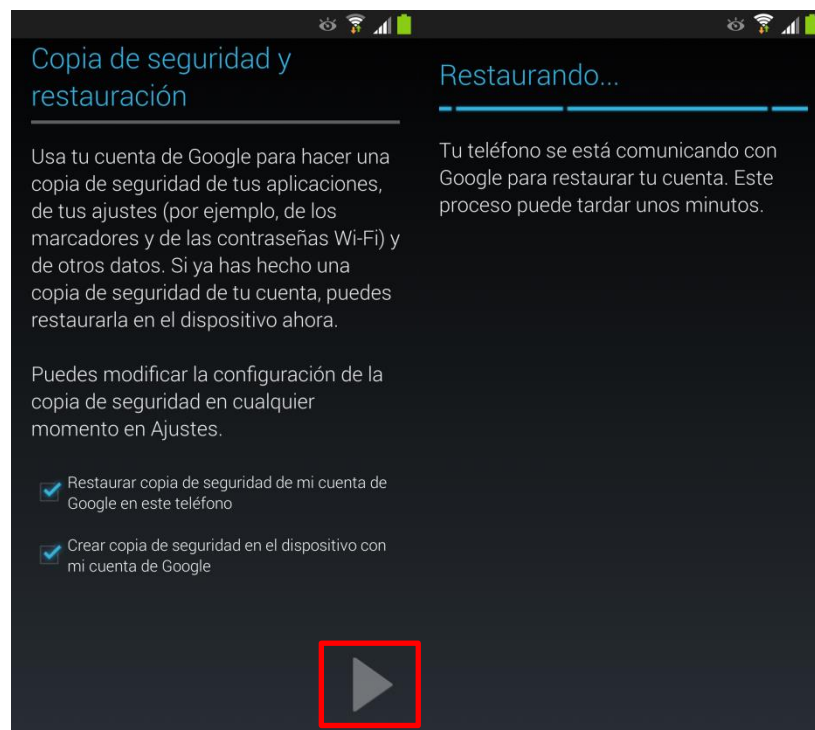 Copia de seguridad y
restauración
Usa tu cuenta de Google para hacer una
copia de seguridad de tus aplicaciones,
de tus ajustes (por ejemplo, de los
marcadores y de las contraseñas Wi-Fi) y
de otros datos. Si ya has hecho una
copia de seguridad de tu cuenta, puedes
restaurarla en el dispositivo ahora.
Puedes modificar la configuración de la
copia de seguridad en cualquier
momento en Ajustes.
Restaurar copia de seguridad de mi cuenta de
Google en este teléfono
Crear copia de seguridad en el dispositivo con
mi cuenta de Google
Restaurando...
Tu teléfono se está comunicando con
Google para restaurar tu cuenta. Este
proceso puede tardar unos minutos.